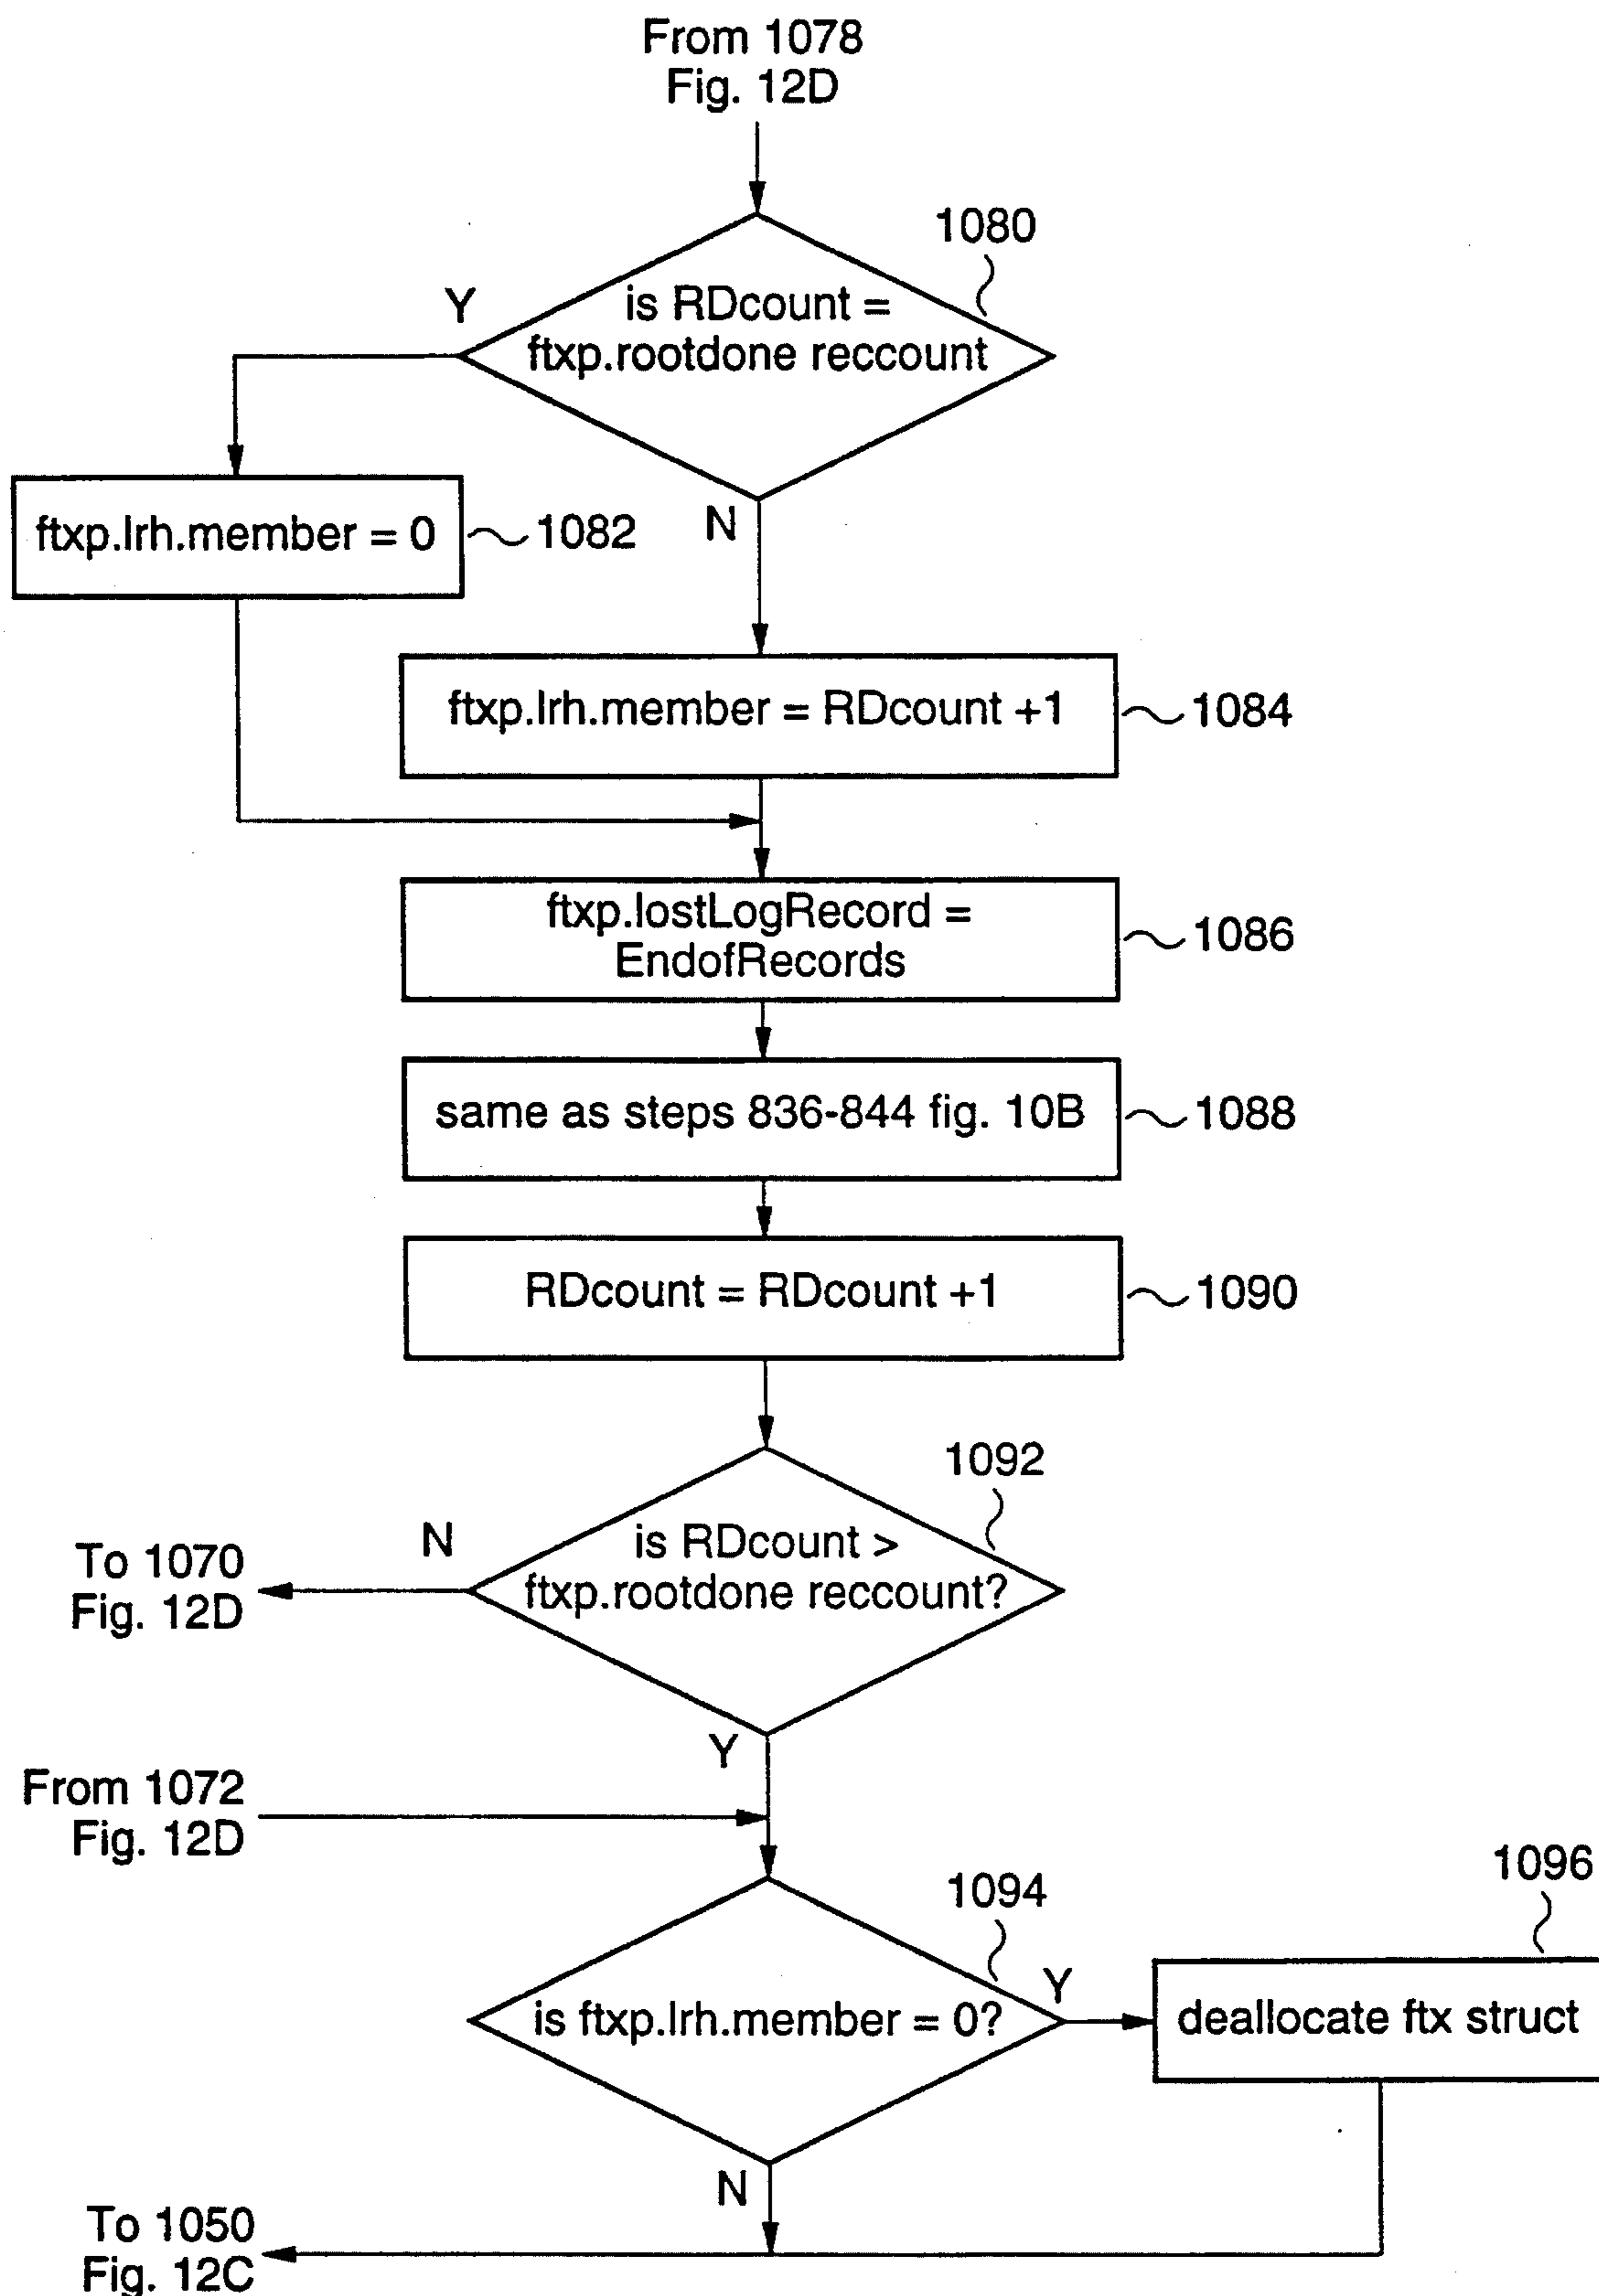 From 1078
Fig. 12D
1080
Y
is RDcount =
ftxp.rootdone reccount
ftxp.lrh.member = 0
1082
N
ftxp.lrh.member = RDcount +1
1084
ftxp.lostLogRecord =
EndofRecords
1086
same as steps 836-844 fig. 10B
1088
RDcount = RDcount +1
1090
1092
N
is RDcount >
ftxp.rootdone reccount?
To 1070
Fig. 12D
Y
From 1072
Fig. 12D
1094
1096
Y
is ftxp.lrh.member = 0?
deallocate ftx struct
N
To 1050
Fig. 12C